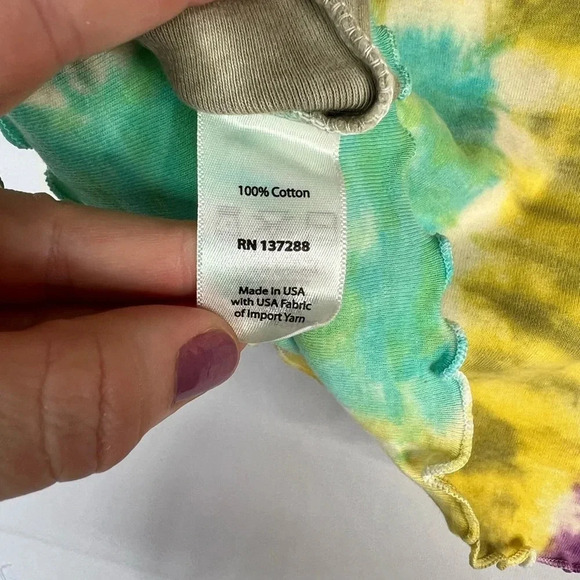 100% Cotton
RN 137288
Made in USA
with USA Fabric
of Import Yarn